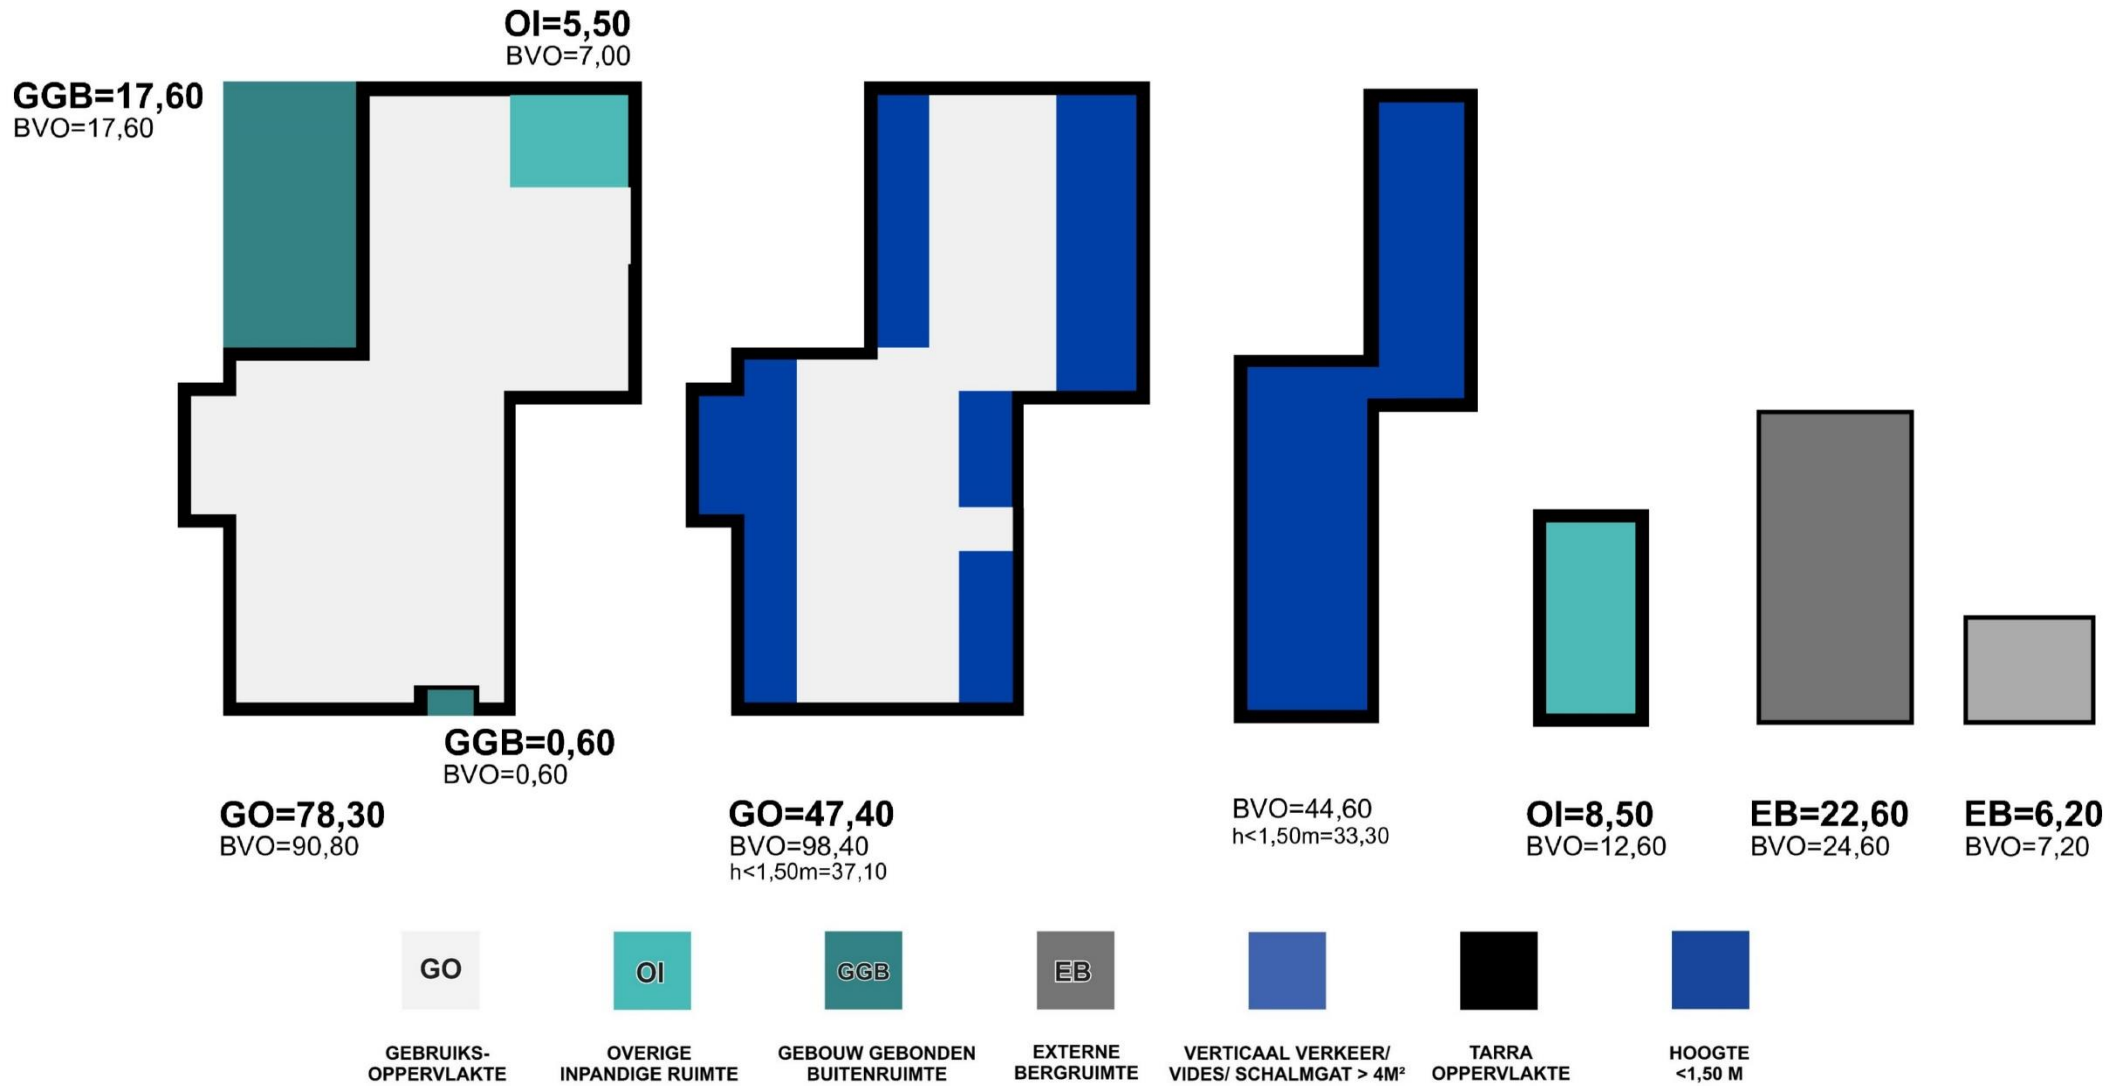 OI=5,50
BVO=7,00
GGB=17,60
BVO=17,60
GGB=0,60
BVO=0,60
GO=78,30
BVO=90,80
GO=47,40
BVO=98,40
h<1,50m=37,10
BVO=44,60
h<1,50m=33,30
OI=8,50
BVO=12,60
EB=22,60
BVO=24,60
EB=6,20
BVO=7,20
GO
GEBRUIKS-
OPPERVLAKTE
OI
OVERIGE
INPANDIGE RUIMTE
GGB
GEBOUW GEBONDEN
BUITENRUIMTE
EB
EXTERNE
BERGRUIMTE
VERTICAAL VERKEER/
VIDES/ SCHALMGAT > 4M²
TARRA
OPPERVLAKTE
HOOGTE
<1,50 M